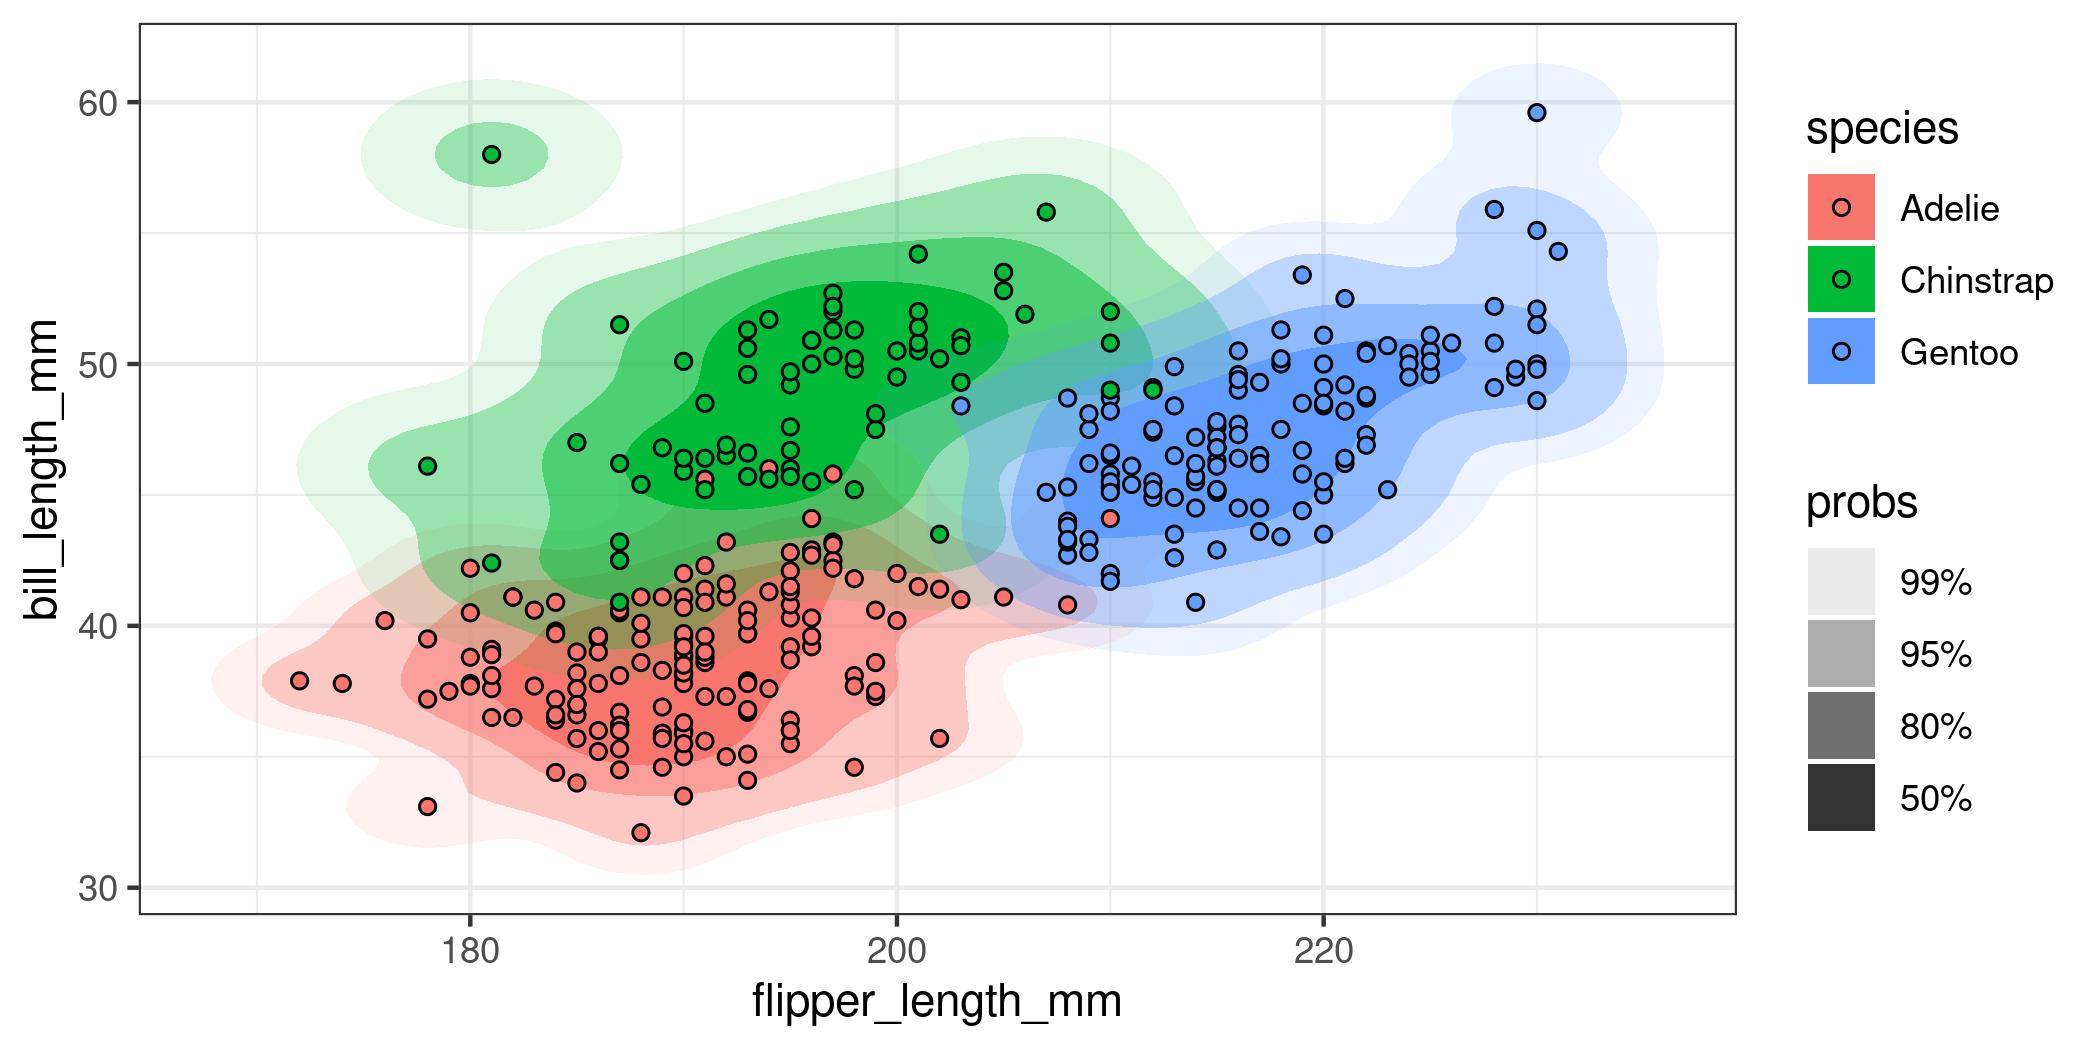 60
50
40
30
bill_length_mm
180
200
220
flipper_length_mm
species
Adelie
Chinstrap
Gentoo
probs
99%
95%
80%
50%